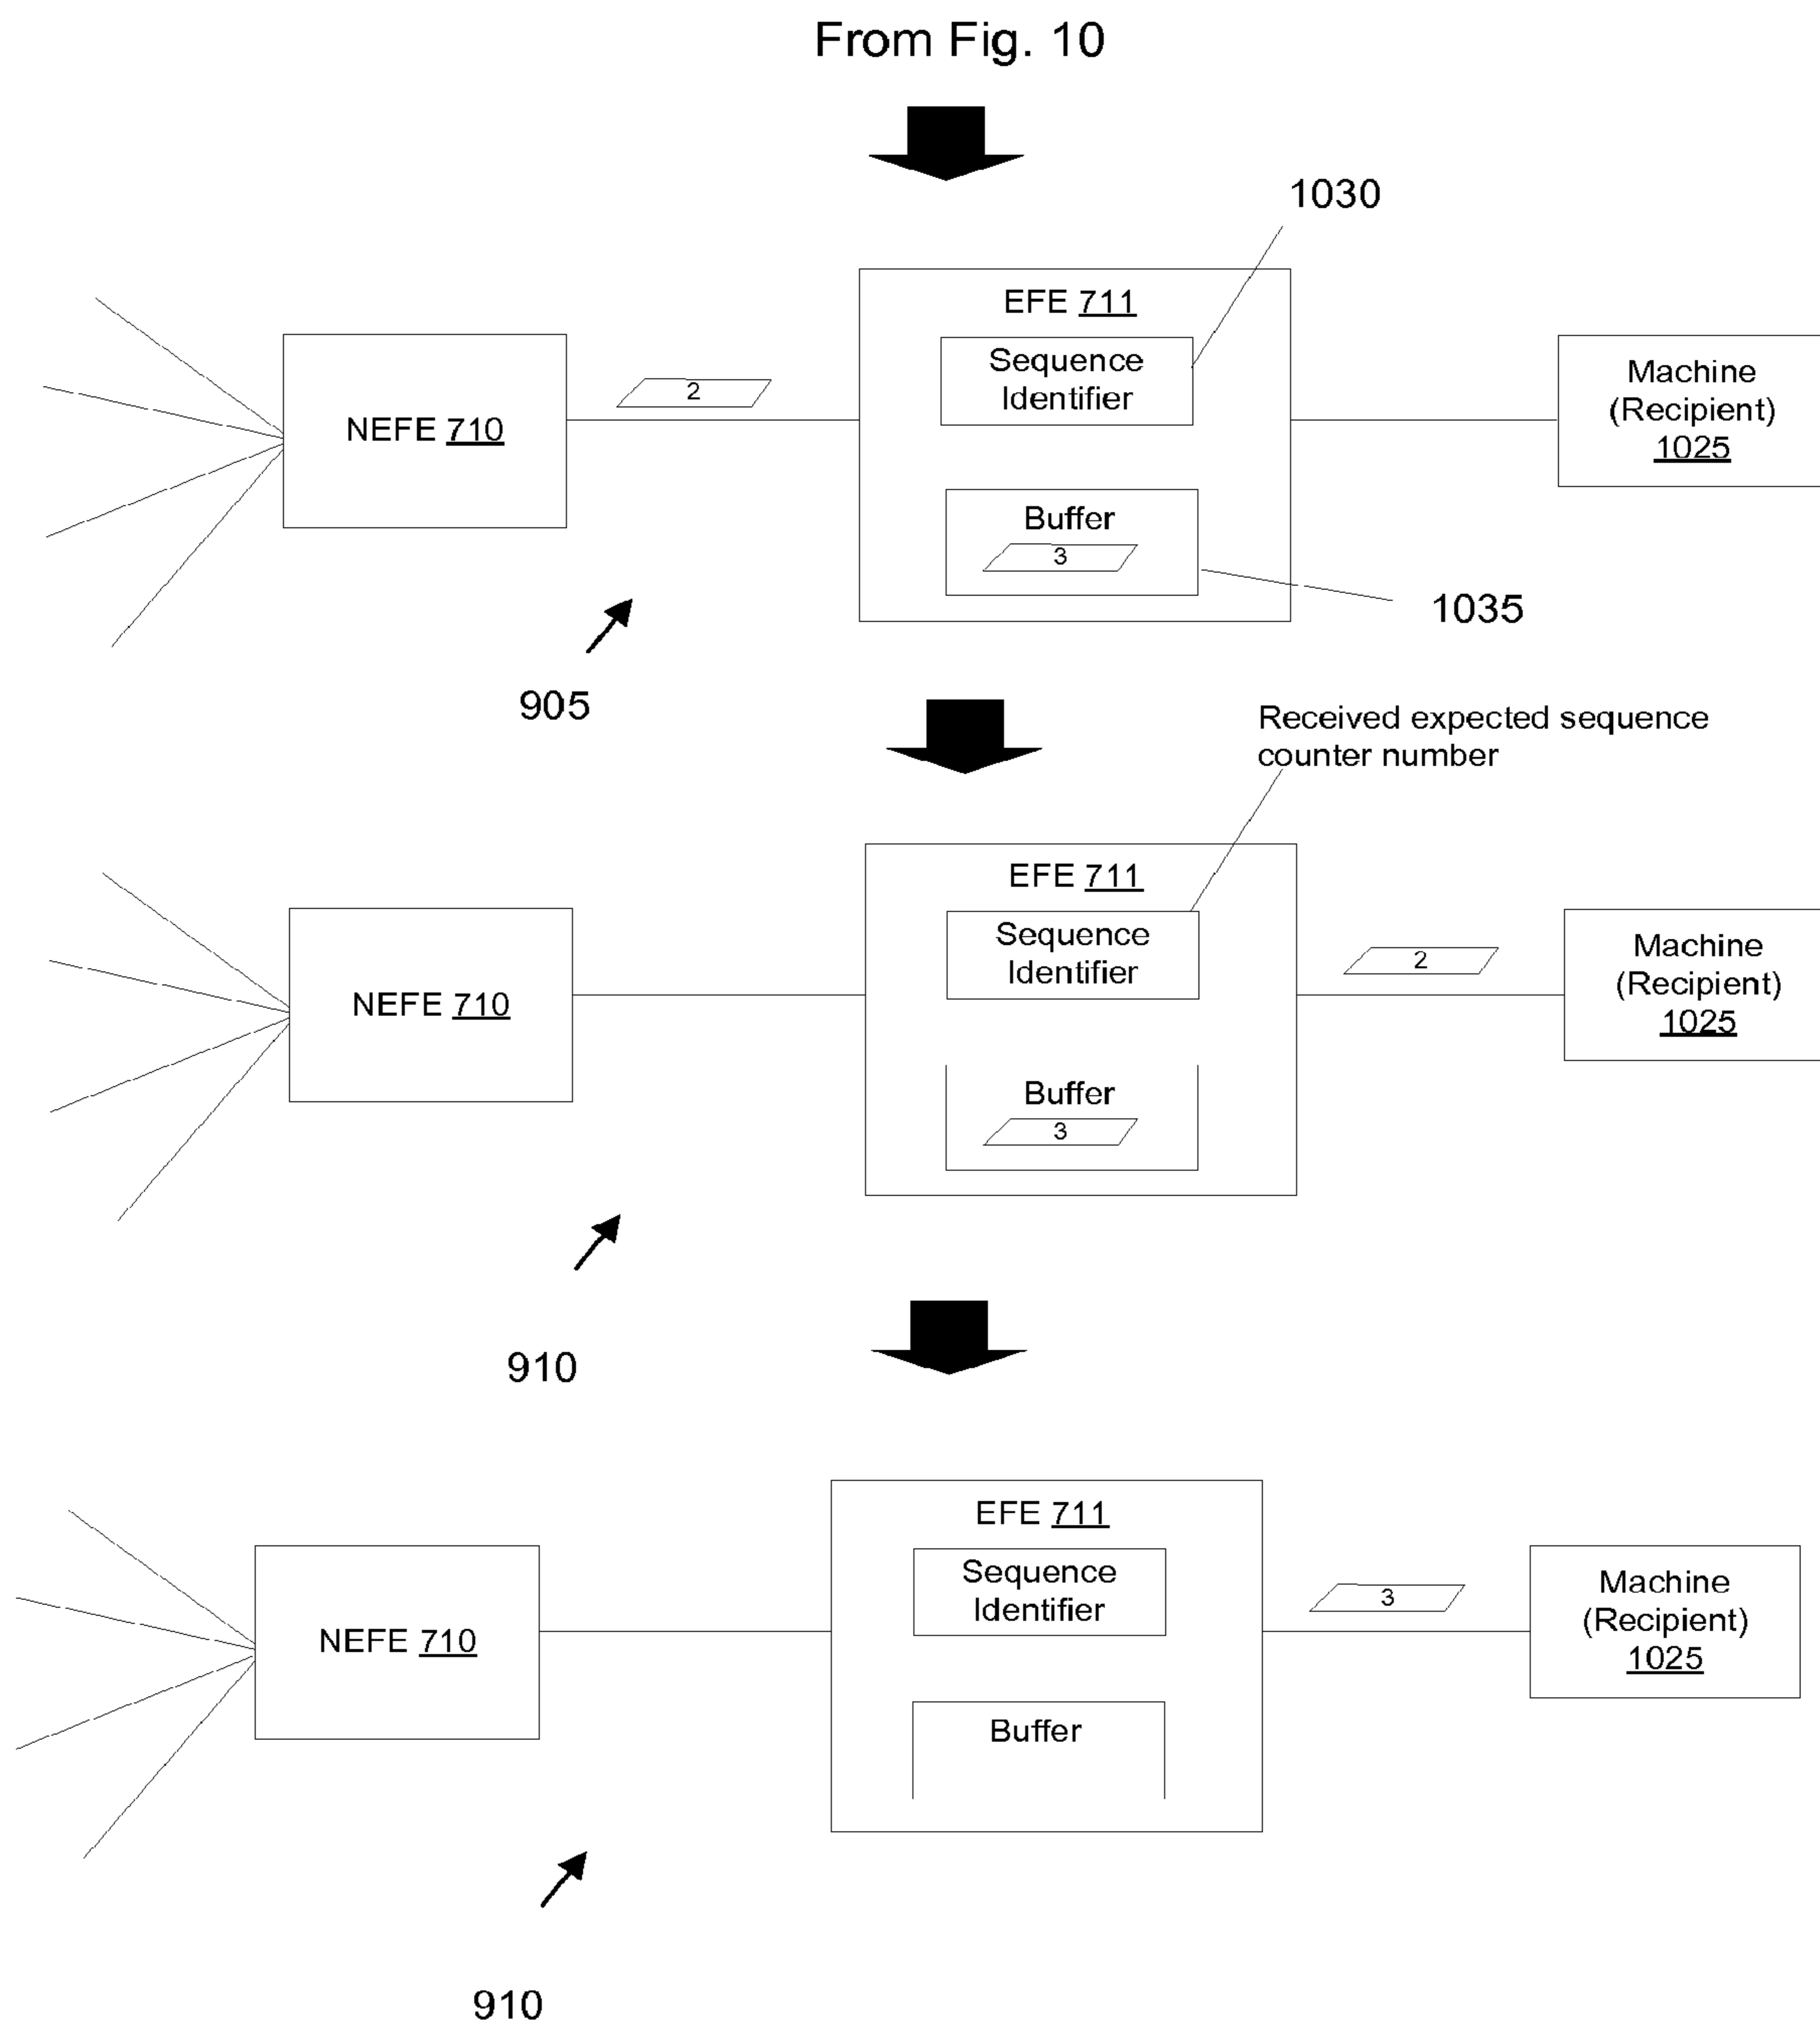 From Fig. 10
1030
EFE 711
Sequence
Identifier
2
NEFE 710
Machine
(Recipient)
1025
Buffer
3
1035
905
Received expected sequence
counter number
EFE 711
Sequence
Identifier
2
NEFE 710
Machine
(Recipient)
1025
Buffer
3
910
EFE 711
Sequence
Identifier
3
NEFE 710
Machine
(Recipient)
1025
Buffer
910